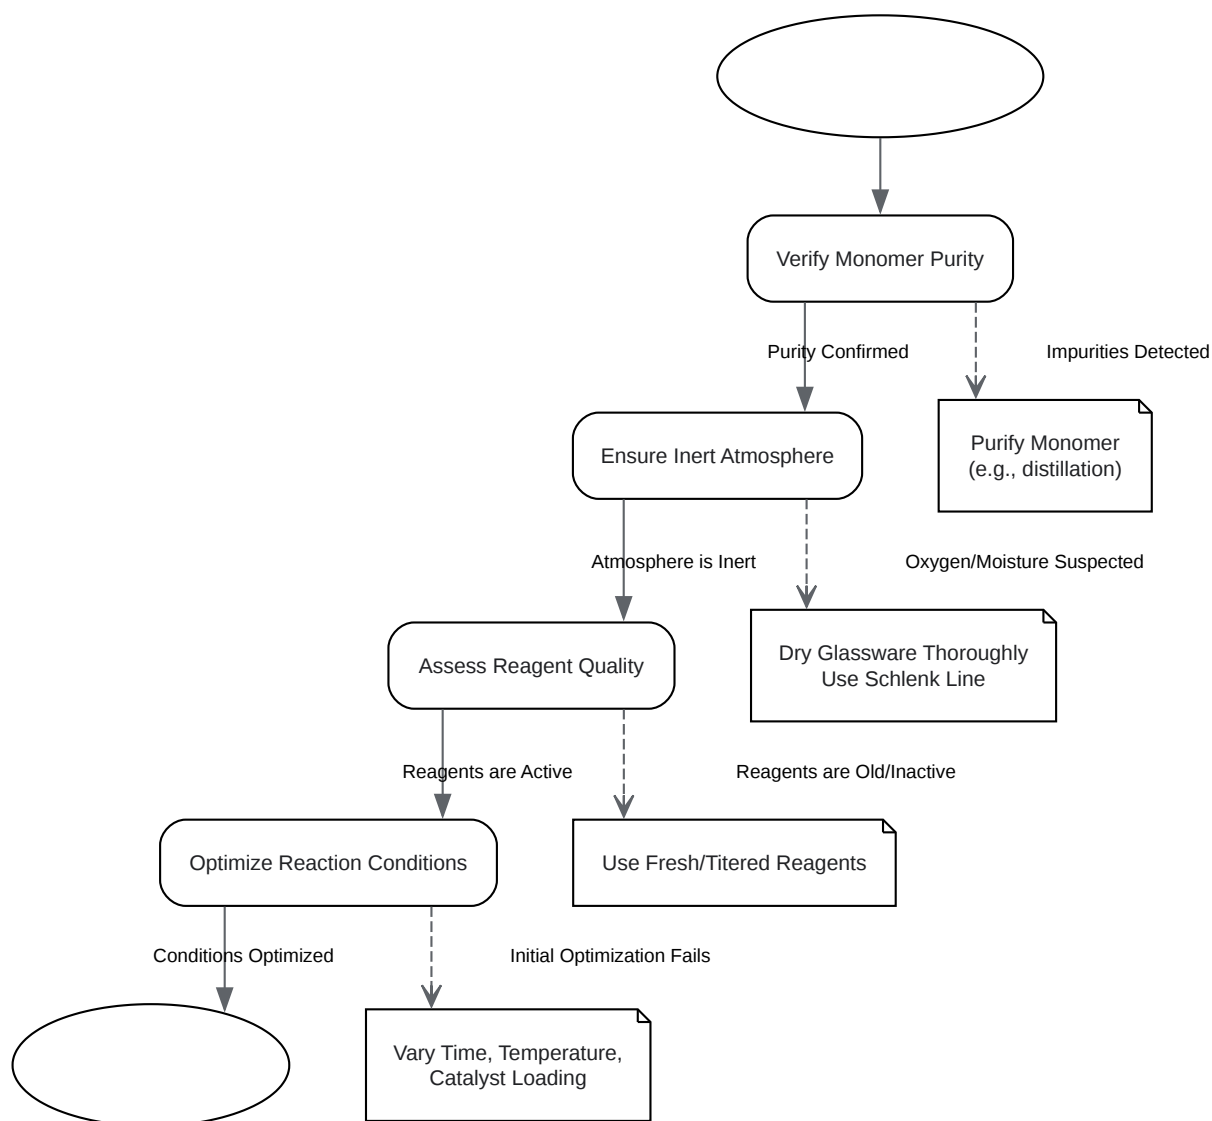 Verify Monomer Purity
Purity Confirmed
Impurities Detected
Ensure Inert Atmosphere
Purify Monomer
(e.g., distillation)
Atmosphere is Inert
Oxygen/Moisture Suspected
Assess Reagent Quality
Dry Glassware Thoroughly
Use Schlenk Line
Reagents are Active
Reagents are Old/Inactive
Optimize Reaction Conditions
Use Fresh/Titered Reagents
Conditions Optimized
Initial Optimization Fails
Vary Time, Temperature,
Catalyst Loading